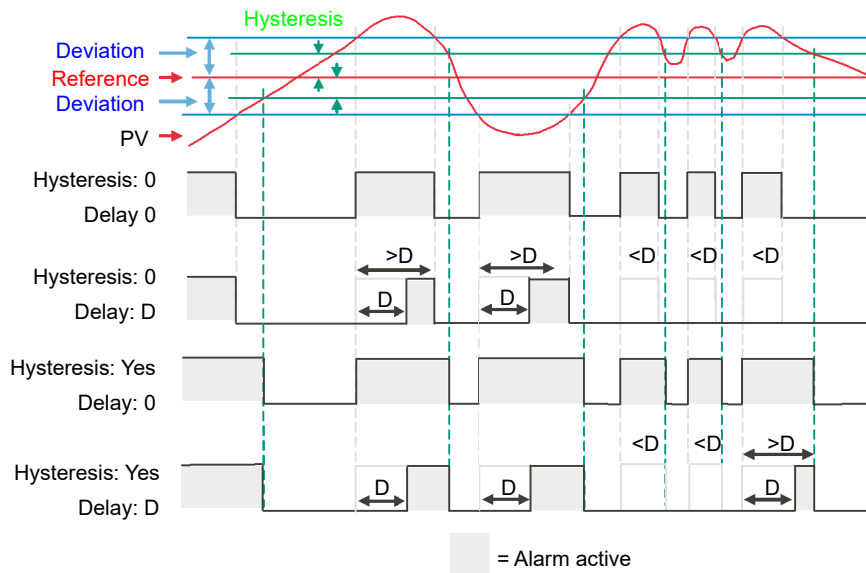 Hysteresis
Deviation
Reference
Deviation
PV
Hysteresis: 0
Delay 0
>D >D <D <D <D
Hysteresis: 0
D D
Delay: D
Hysteresis: Yes
Delay: 0
<D <D >D
Hysteresis: Yes
D D D
Delay: D
= Alarm active